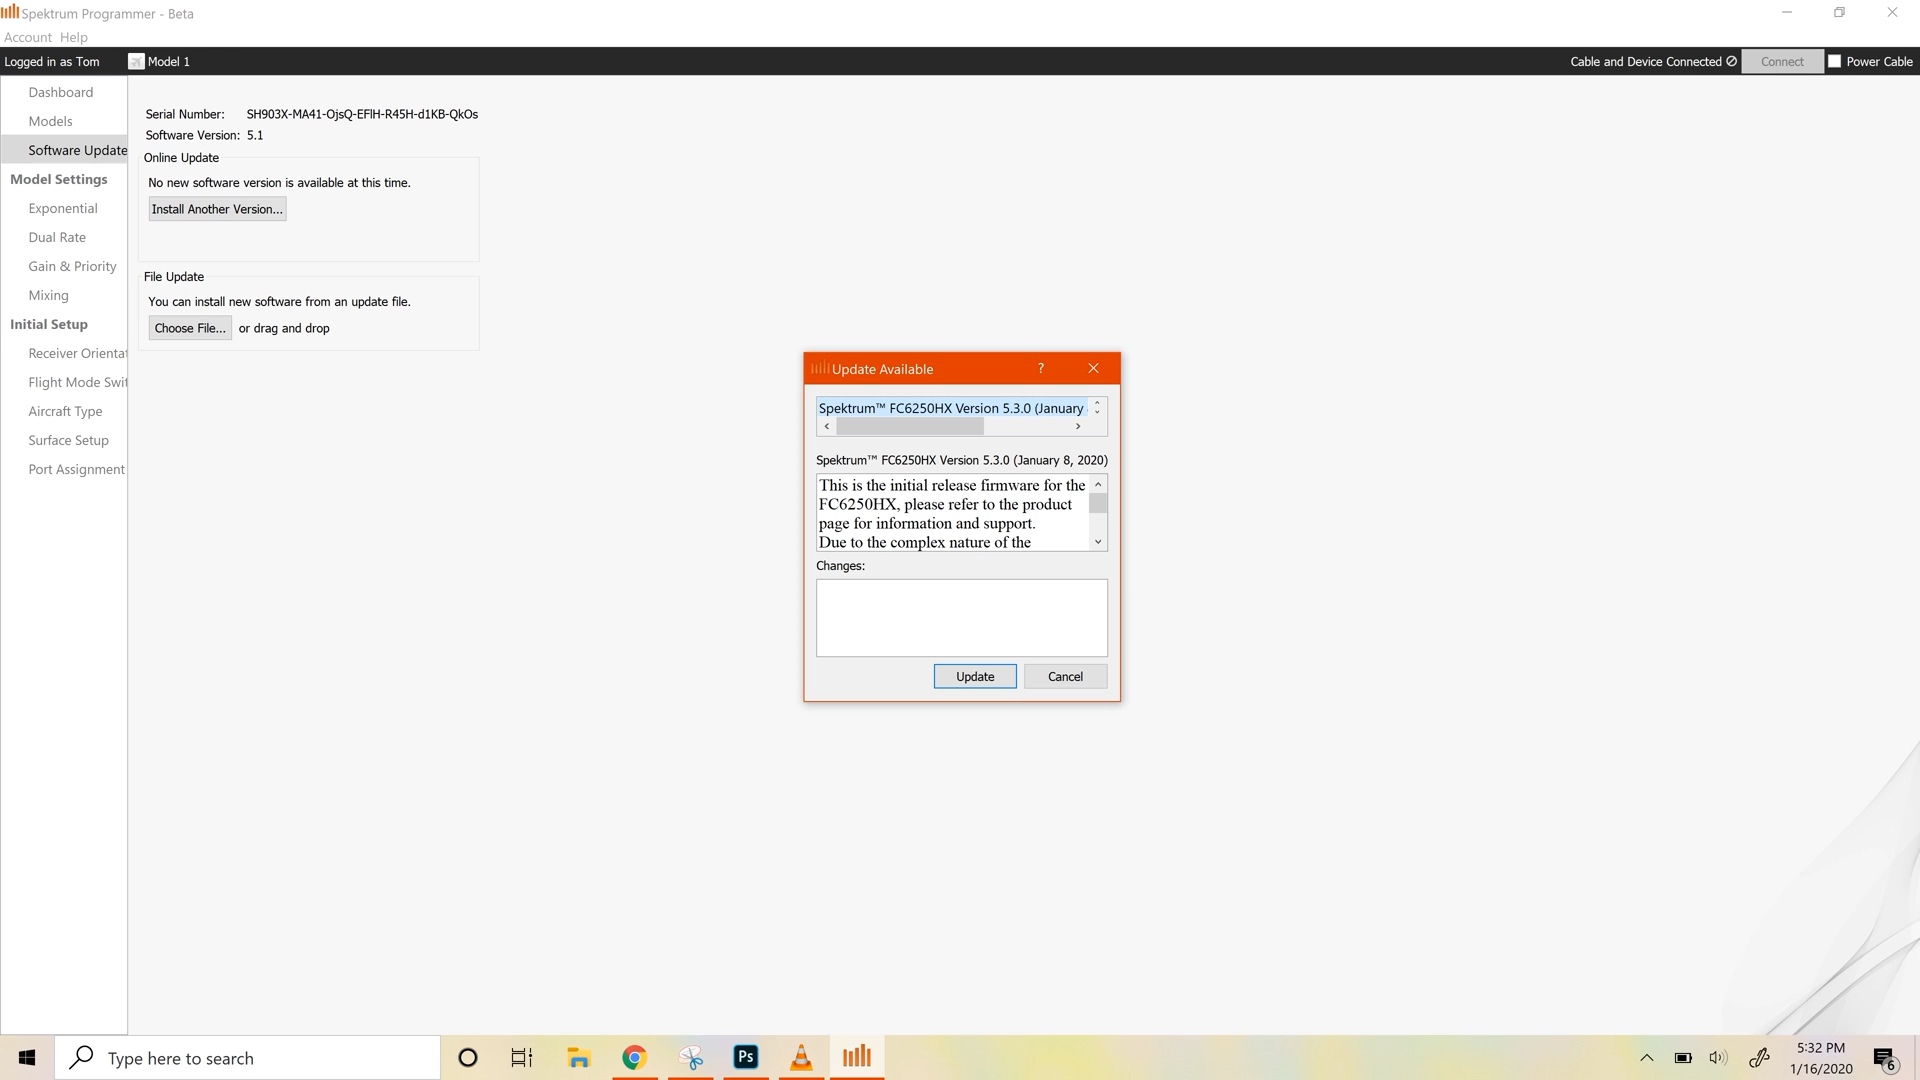 Spektrum Programmer - Beta
Account Help
Logged in as Tom
Model 1
Cable and Device Connected
Connect
Power Cable
Dashboard
Models
Software Update
Model Settings
Exponential
Dual Rate
Gain & Priority
Mixing
Initial Setup
Receiver Orientat
Flight Mode Swit
Aircraft Type
Surface Setup
Port Assignment
Serial Number: SH903X-MA41-OjsQ-EFlH-R45H-d1KB-QkOs
Software Version: 5.1
Online Update
No new software version is available at this time.
Install Another Version...
File Update
You can install new software from an update file.
Choose File... or drag and drop
Update Available
?
Spektrum™ FC6250HX Version 5.3.0 (January
Spektrum™ FC6250HX Version 5.3.0 (January 8, 2020)
This is the initial release firmware for the
FC6250HX, please refer to the product
page for information and support.
Due to the complex nature of the
Changes:
Update
Cancel
Type here to search
Ps
5:32 PM
1/16/2020
6